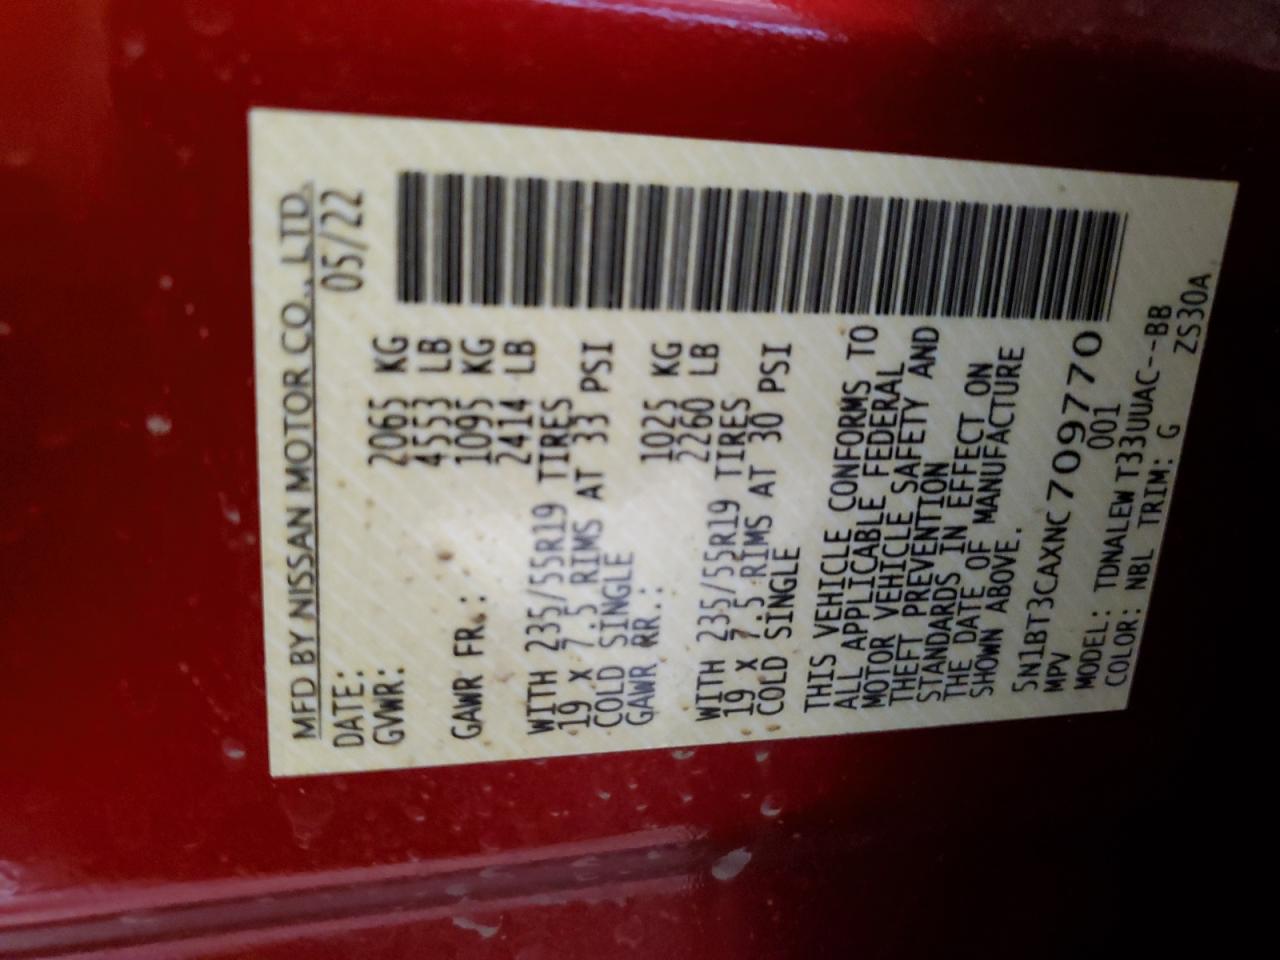 MFD BY NISSAN MOTOR CO., LTD.
DATE: 05/22
GVWR: 2065 KG
4553 LB
GAWR FR.: 1095 KG
2414 LB
WITH 235/55R19 TIRES
19 X 7.5 RIMS AT 33 PSI
COLD SINGLE
GAWR RR.: 1025 KG
2260 LB
WITH 235/55R19 TIRES
19 X 7.5 RIMS AT 30 PSI
COLD SINGLE
THIS VEHICLE CONFORMS TO
ALL APPLICABLE FEDERAL
MOTOR VEHICLE SAFETY AND
THEFT PREVENTION
STANDARDS IN EFFECT ON
THE DATE OF MANUFACTURE
SHOWN ABOVE.
5N1BT3CAXNC709770
MPV 001
MODEL: TDNALEWT33UUAC--BB
COLOR: NBL TRIM: G ZS30A